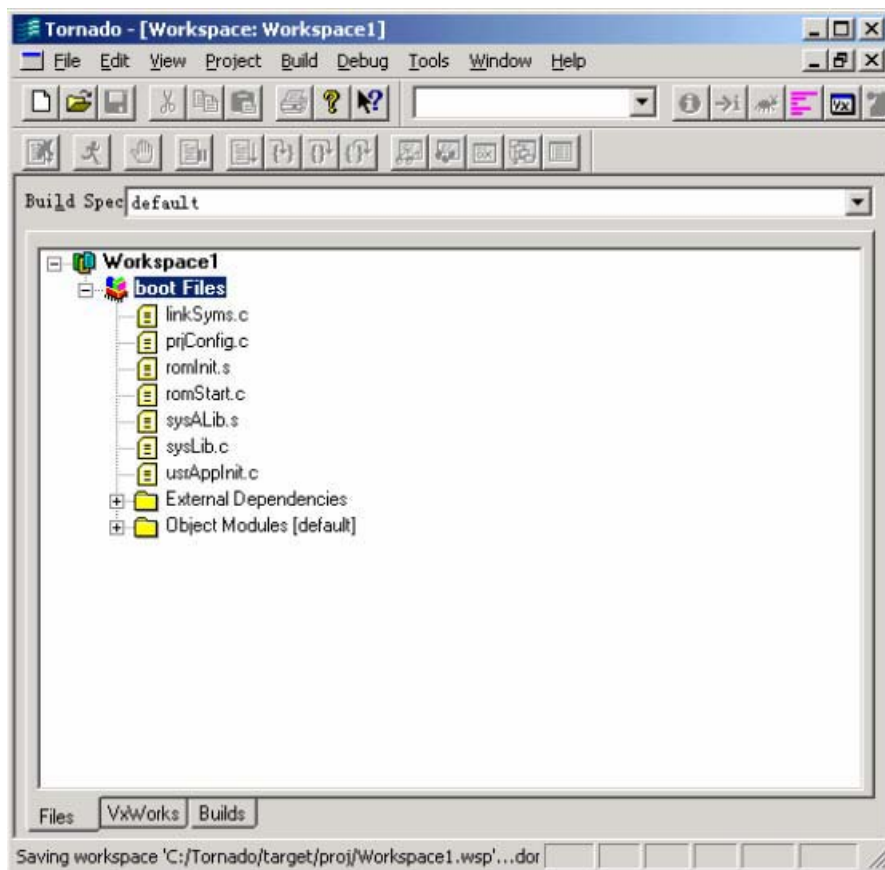 Tornado - [Workspace: Workspace1]
File Edit View Project Build Debug Tools Window Help
Build Spec default
Workspace1
boot Files
linkSyms.c
prjConfig.c
romInit.s
romStart.c
sysALib.s
sysLib.c
usrAppInit.c
External Dependencies
Object Modules [default]
Files VxWorks Builds
Saving workspace 'C:/Tornado/target/proj/Workspace1.wsp'...dor